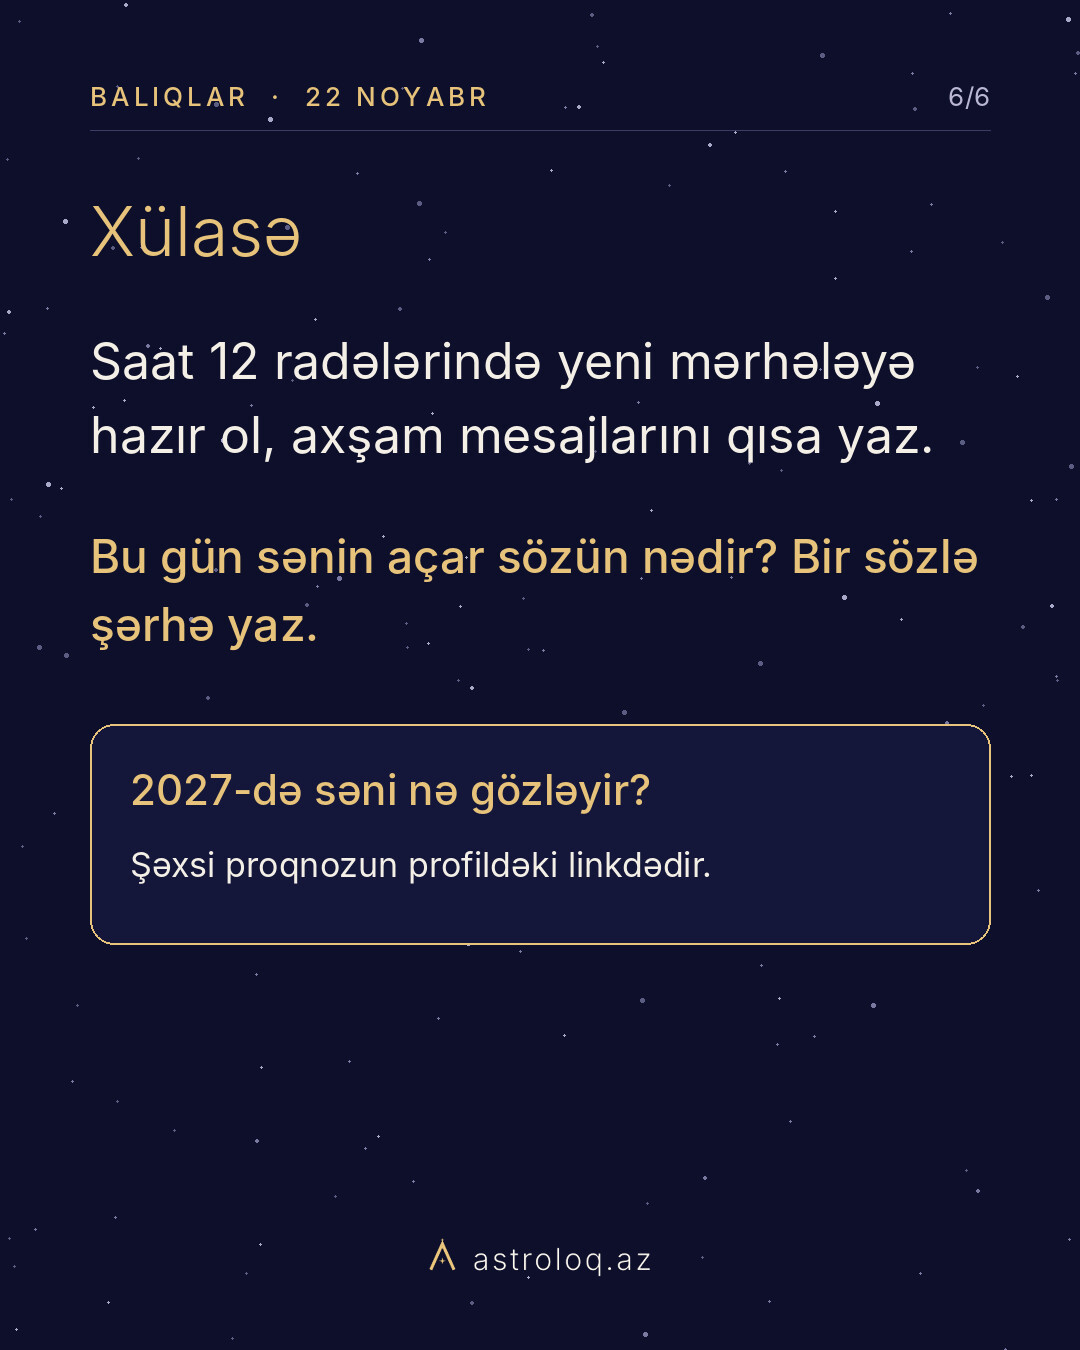 BALIQLAR · 22 NOYABR 6/6
Xülasə
Saat 12 radələrində yeni mərhələyə
hazır ol, axşam mesajlarını qısa yaz.
Bu gün sənin açar sözün nədir? Bir sözlə
şərhə yaz.
2027-də səni nə gözləyir?
Şəxsi proqnozun profildəki linkdədir.
astroloq.az